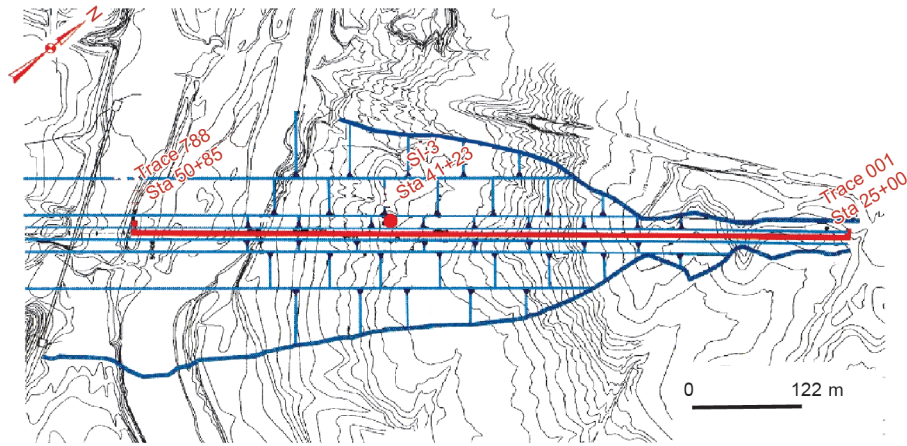 N
Trace 788
Sta 50+85
SI-3
Sta 41+23
Trace 001
Sta 25+00
0 122 m